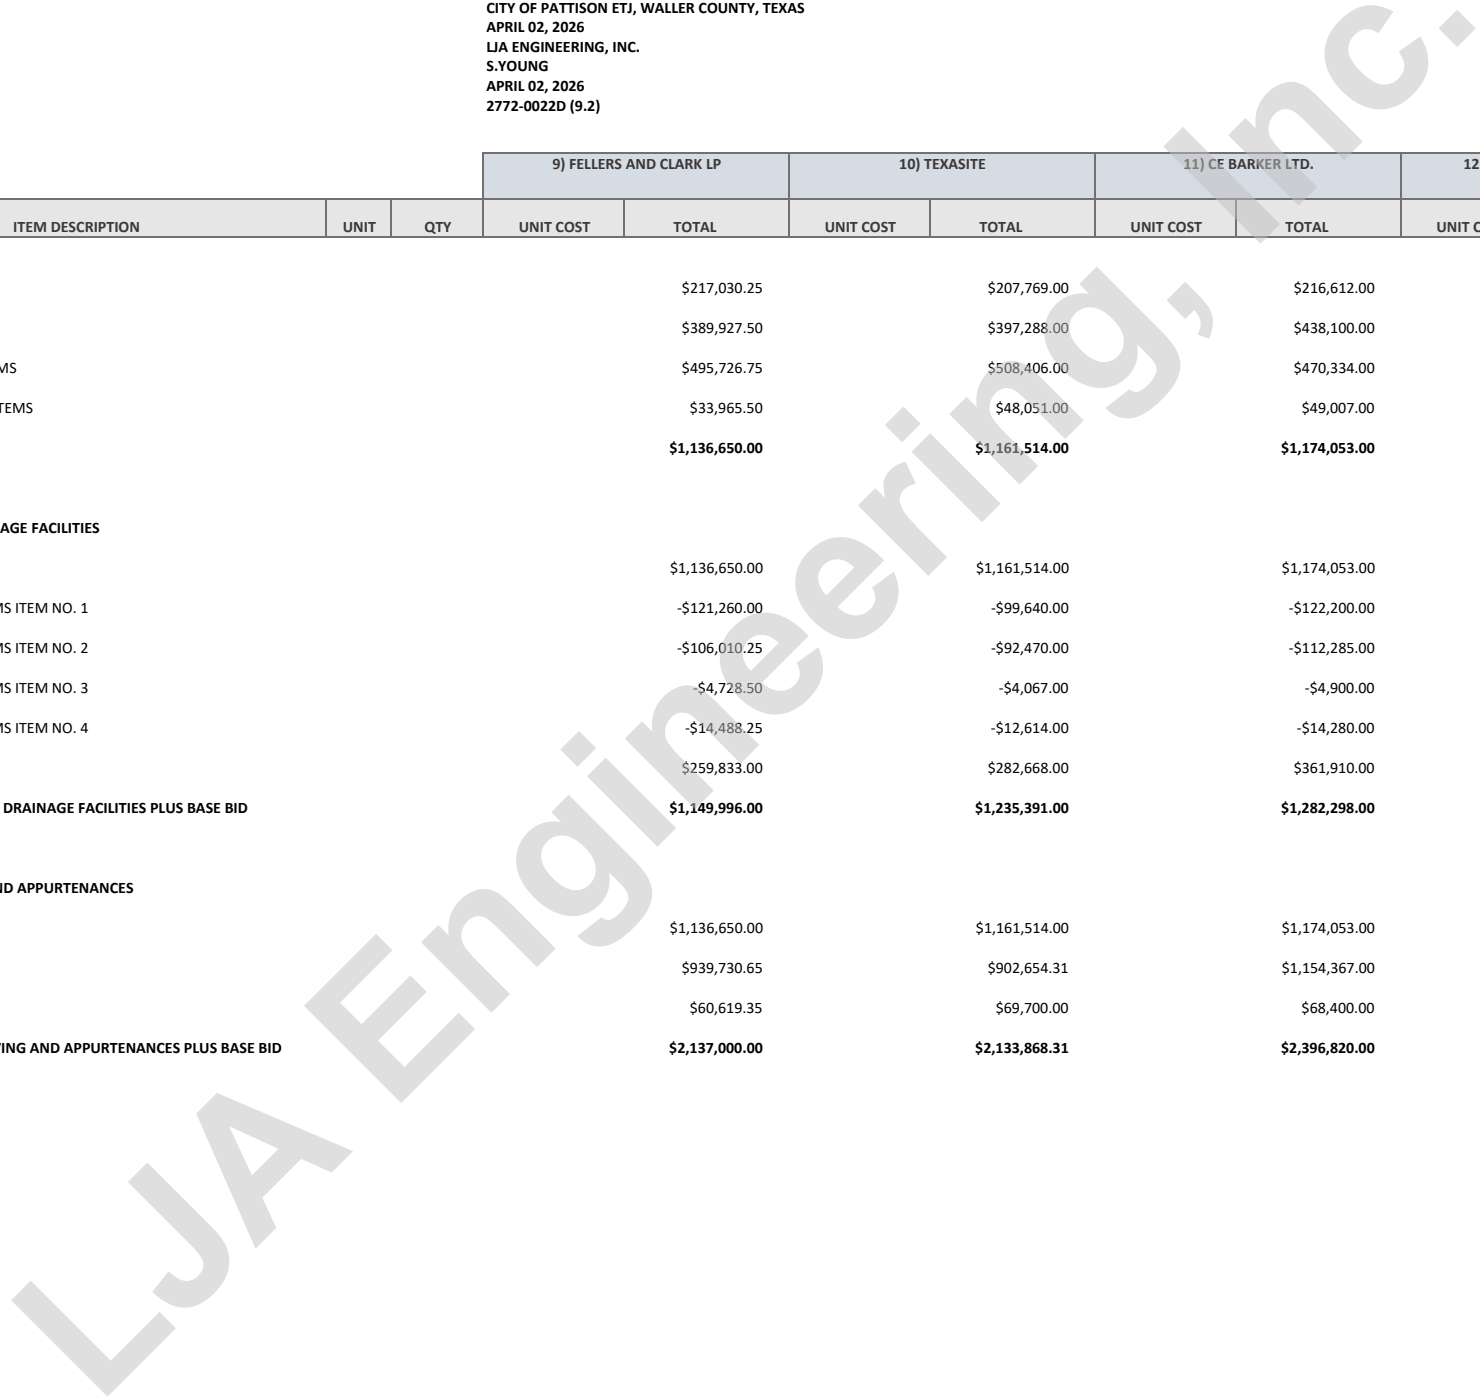 CITY OF PATTISON ETJ, WALLER COUNTY, TEXAS
APRIL 02, 2026
LJA ENGINEERING, INC.
S.YOUNG
APRIL 02, 2026
2772-0022D (9.2)
9) FELLERS AND CLARK LP 10) TEXASITE 11) CE BARKER LTD. 12
ITEM DESCRIPTION UNIT QTY UNIT COST TOTAL UNIT COST TOTAL UNIT COST TOTAL UNIT C
$217,030.25 $207,769.00 $216,612.00
$389,927.50 $397,288.00 $438,100.00
MS $495,726.75 $508,406.00 $470,334.00
TEMS $33,965.50 $48,051.00 $49,007.00
$1,136,650.00 $1,161,514.00 $1,174,053.00
AGE FACILITIES
$1,136,650.00 $1,161,514.00 $1,174,053.00
MS ITEM NO. 1 -$121,260.00 -$99,640.00 -$122,200.00
MS ITEM NO. 2 -$106,010.25 -$92,470.00 -$112,285.00
MS ITEM NO. 3 -$4,728.50 -$4,067.00 -$4,900.00
MS ITEM NO. 4 -$14,488.25 -$12,614.00 -$14,280.00
$259,833.00 $282,668.00 $361,910.00
DRAINAGE FACILITIES PLUS BASE BID $1,149,996.00 $1,235,391.00 $1,282,298.00
ND APPURTENANCES
$1,136,650.00 $1,161,514.00 $1,174,053.00
$939,730.65 $902,654.31 $1,154,367.00
$60,619.35 $69,700.00 $68,400.00
VING AND APPURTENANCES PLUS BASE BID $2,137,000.00 $2,133,868.31 $2,396,820.00
LJA Engineering, Inc.